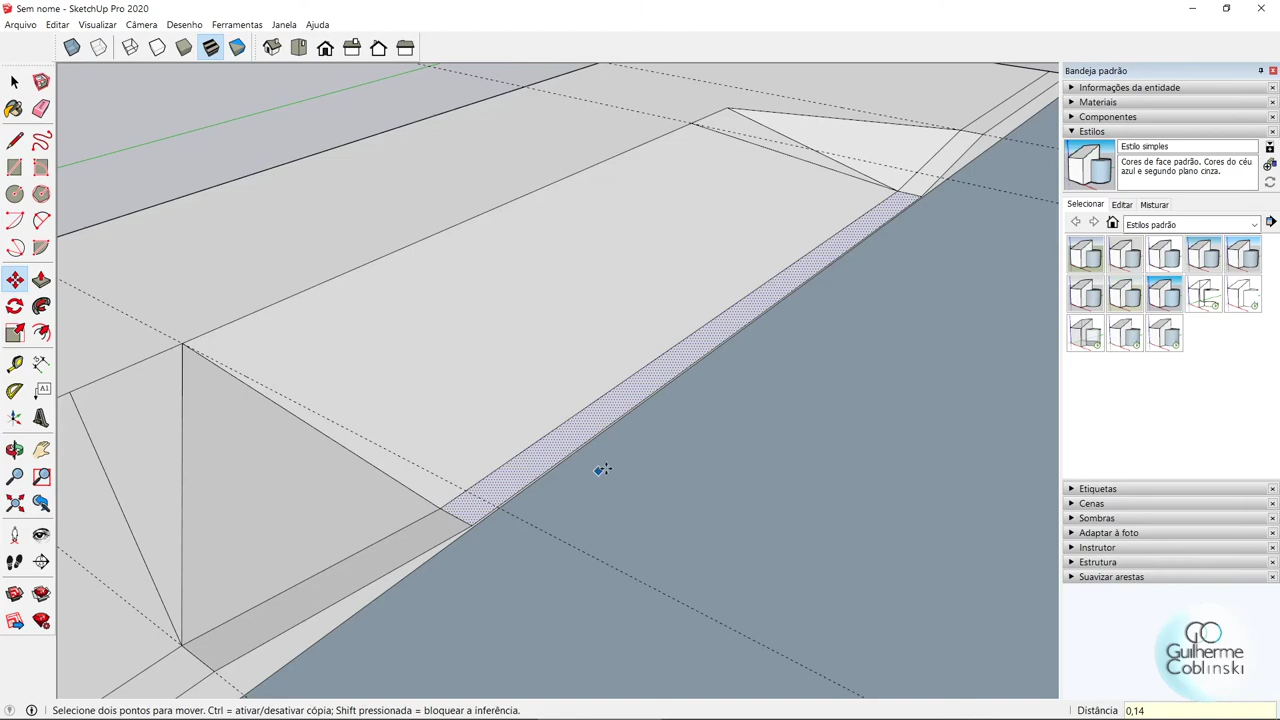 Sem nome - SketchUp Pro 2020
Arquivo Editar Visualizar Câmera Desenho Ferramentas Janela Ajuda
Bandeja padrão
Informações da entidade
Materiais
Componentes
Estilos
Estilo simples
Cores de face padrão. Cores do céu
azul e segundo plano cinza.
Selecionar Editar Misturar
Estilos padrão
A1
Etiquetas
Cenas
Sombras
Adaptar à foto
Instrutor
Estrutura
Suavizar arestas
GO
Guilherme
Coblinski
Selecione dois pontos para mover. Ctrl = ativar/desativar cópia; Shift pressionada = bloquear a inferência.
Distância 0,14